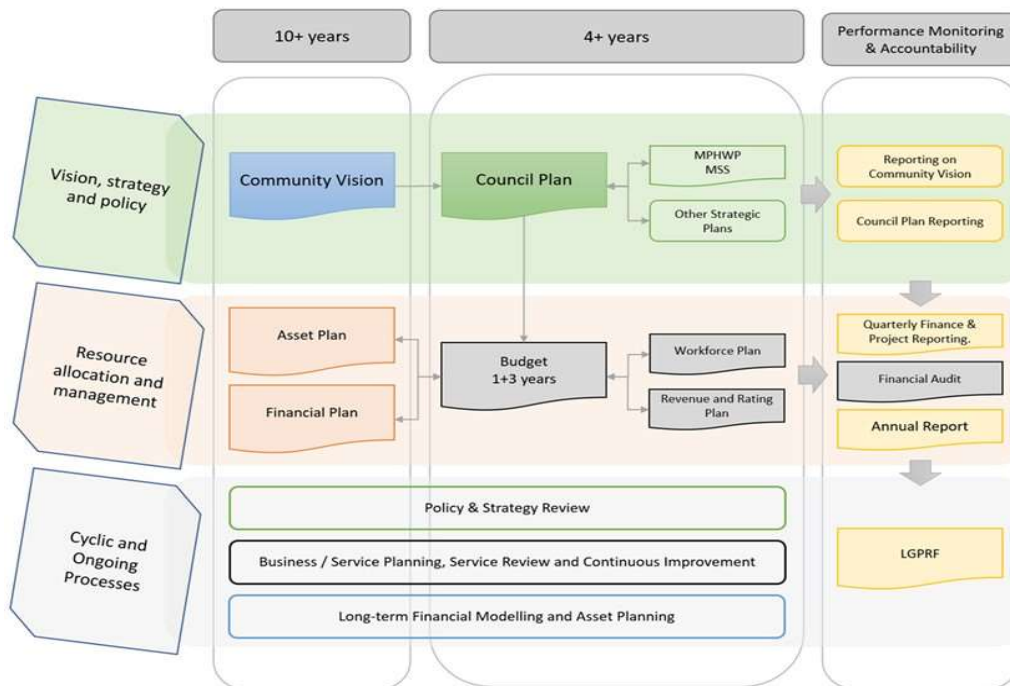 10+ years
4+ years
Performance Monitoring
& Accountability
Vision, strategy
and policy
Community Vision
Council Plan
MPHWP
MSS
Other Strategic
Plans
Reporting on
Community Vision
Council Plan Reporting
Resource
allocation and
management
Asset Plan
Financial Plan
Budget
1+3 years
Workforce Plan
Revenue and Rating
Plan
Quarterly Finance &
Project Reporting.
Financial Audit
Annual Report
Cyclic and
Ongoing
Processes
Policy & Strategy Review
Business / Service Planning, Service Review and Continuous Improvement
Long-term Financial Modelling and Asset Planning
LGPRF